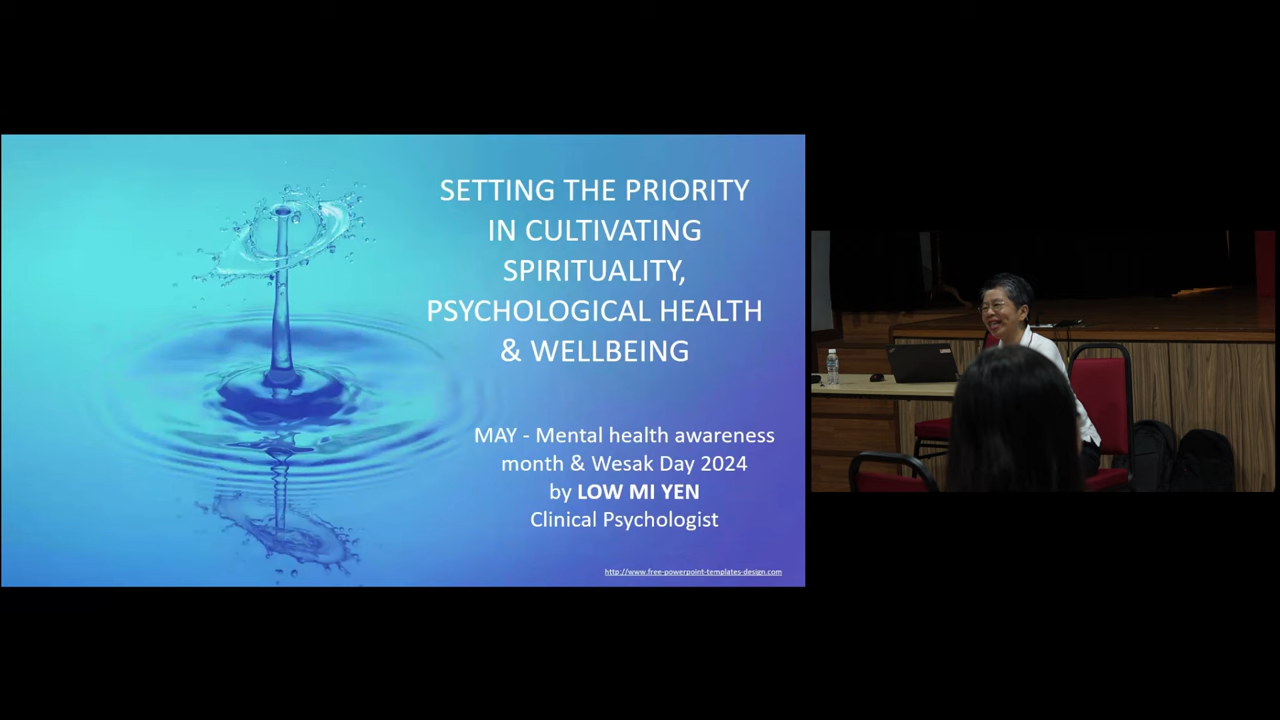 SETTING THE PRIORITY
IN CULTIVATING
SPIRITUALITY,
PSYCHOLOGICAL HEALTH
& WELLBEING
MAY - Mental health awareness
month & Wesak Day 2024
by LOW MI YEN
Clinical Psychologist
http://www.free-powerpoint-templates-design.com